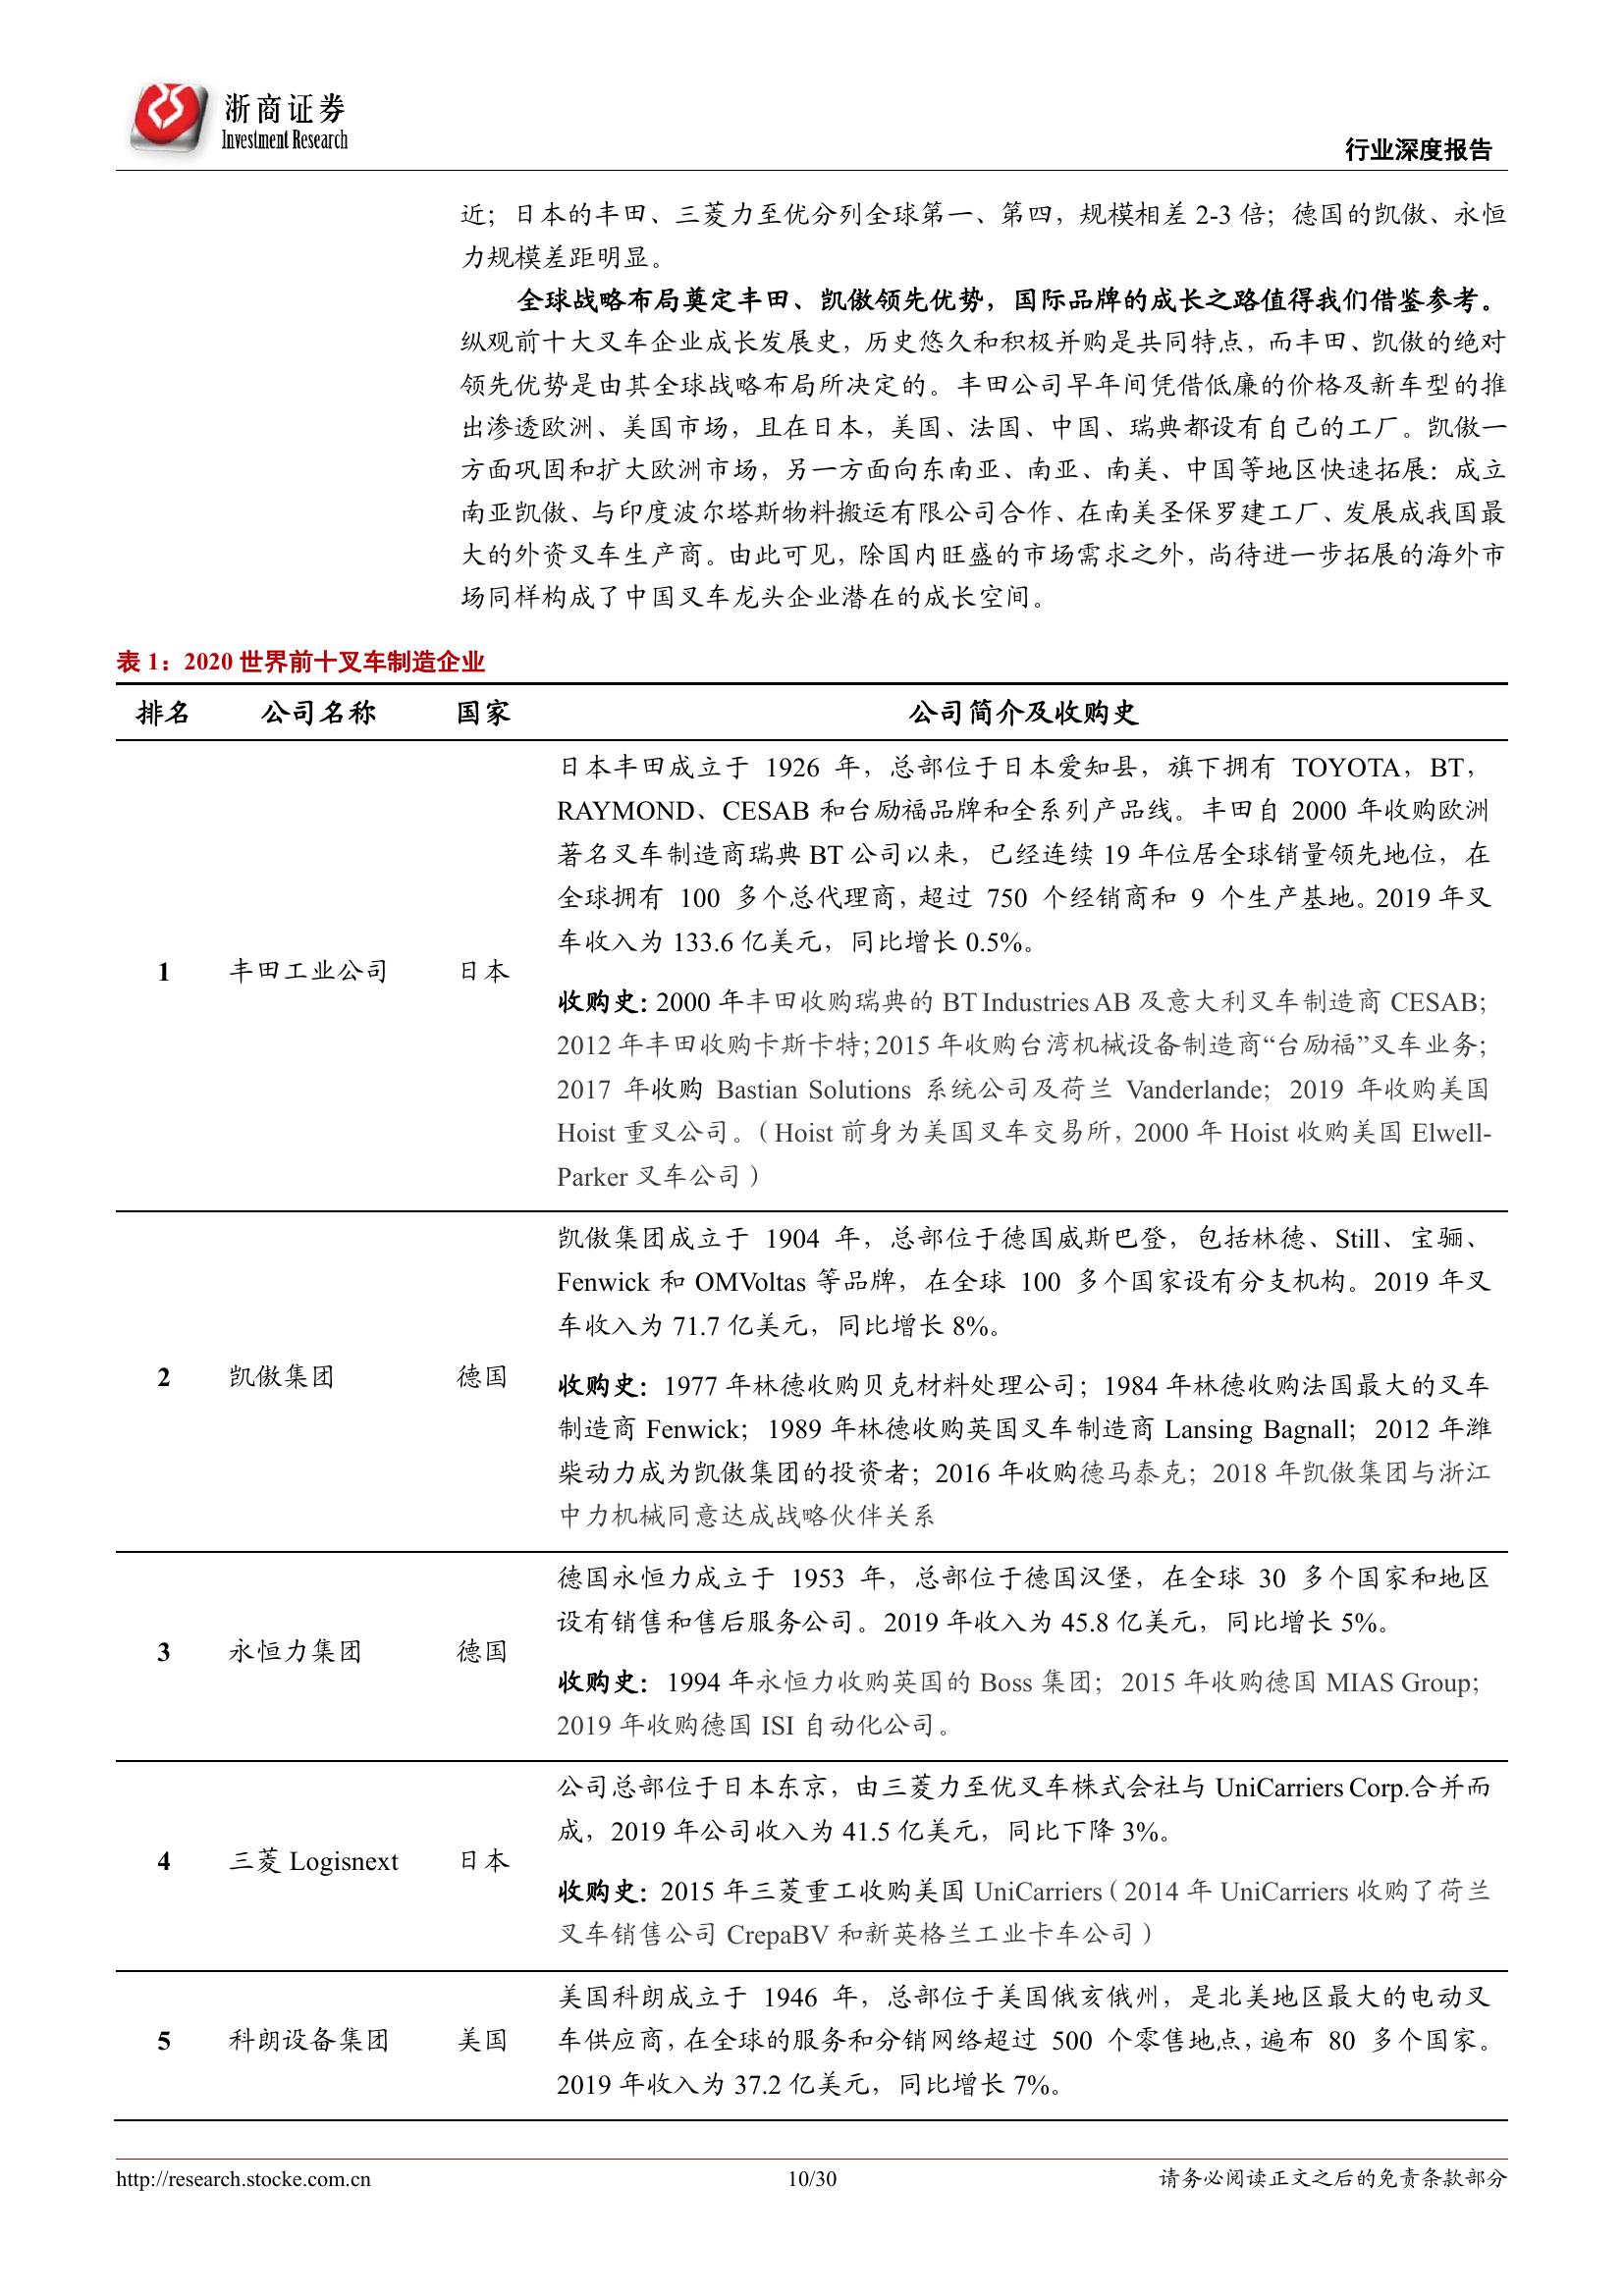 浙商证券
Investment Research
行业深度报告
近；日本的丰田、三菱力至优分列全球第一、第四，规模相差 2-3 倍；德国的凯傲、永恒
力规模差距明显。
全球战略布局奠定丰田、凯傲领先优势，国际品牌的成长之路值得我们借鉴参考。
纵观前十大叉车企业成长发展史，历史悠久和积极并购是共同特点，而丰田、凯傲的绝对
领先优势是由其全球战略布局所决定的。丰田公司早年间凭借低廉的价格及新车型的推
出渗透欧洲、美国市场，且在日本，美国、法国、中国、瑞典都设有自己的工厂。凯傲一
方面巩固和扩大欧洲市场，另一方面向东南亚、南亚、南美、中国等地区快速拓展：成立
南亚凯傲、与印度波尔塔斯物料搬运有限公司合作、在南美圣保罗建工厂、发展成我国最
大的外资叉车生产商。由此可见，除国内旺盛的市场需求之外，尚待进一步拓展的海外市
场同样构成了中国叉车龙头企业潜在的成长空间。
表 1：2020 世界前十叉车制造企业
排名 公司名称 国家 公司简介及收购史
日本丰田成立于 1926 年，总部位于日本爱知县，旗下拥有 TOYOTA，BT，
RAYMOND、CESAB 和台励福品牌和全系列产品线。丰田自 2000 年收购欧洲
著名叉车制造商瑞典 BT 公司以来，已经连续 19 年位居全球销量领先地位，在
全球拥有 100 多个总代理商，超过 750 个经销商和 9 个生产基地。2019 年叉
车收入为 133.6 亿美元，同比增长 0.5%。
1 丰田工业公司 日本
收购史：2000 年丰田收购瑞典的 BT Industries AB 及意大利叉车制造商 CESAB；
2012 年丰田收购卡斯卡特；2015 年收购台湾机械设备制造商“台励福”叉车业务；
2017 年收购 Bastian Solutions 系统公司及荷兰 Vanderlande；2019 年收购美国
Hoist 重叉公司。（Hoist 前身为美国叉车交易所，2000 年 Hoist 收购美国 Elwell-
Parker 叉车公司）
凯傲集团成立于 1904 年，总部位于德国威斯巴登，包括林德、Still、宝骊、
Fenwick 和 OMVoltas 等品牌，在全球 100 多个国家设有分支机构。2019 年叉
车收入为 71.7 亿美元，同比增长 8%。
2 凯傲集团 德国
收购史：1977 年林德收购贝克材料处理公司；1984 年林德收购法国最大的叉车
制造商 Fenwick；1989 年林德收购英国叉车制造商 Lansing Bagnall；2012 年潍
柴动力成为凯傲集团的投资者；2016 年收购德马泰克；2018 年凯傲集团与浙江
中力机械同意达成战略伙伴关系
德国永恒力成立于 1953 年，总部位于德国汉堡，在全球 30 多个国家和地区
设有销售和售后服务公司。2019 年收入为 45.8 亿美元，同比增长 5%。
3 永恒力集团 德国
收购史：1994 年永恒力收购英国的 Boss 集团；2015 年收购德国 MIAS Group；
2019 年收购德国 ISI 自动化公司。
公司总部位于日本东京，由三菱力至优叉车株式会社与 UniCarriers Corp.合并而
成，2019 年公司收入为 41.5 亿美元，同比下降 3%。
4 三菱 Logisnext 日本
收购史：2015 年三菱重工收购美国 UniCarriers（2014 年 UniCarriers 收购了荷兰
叉车销售公司 CrepaBV 和新英格兰工业卡车公司）
美国科朗成立于 1946 年，总部位于美国俄亥俄州，是北美地区最大的电动叉
5 科朗设备集团 美国 车供应商，在全球的服务和分销网络超过 500 个零售地点，遍布 80 多个国家。
2019 年收入为 37.2 亿美元，同比增长 7%。
http://research.stocke.com.cn 10/30 请务必阅读正文之后的免责条款部分